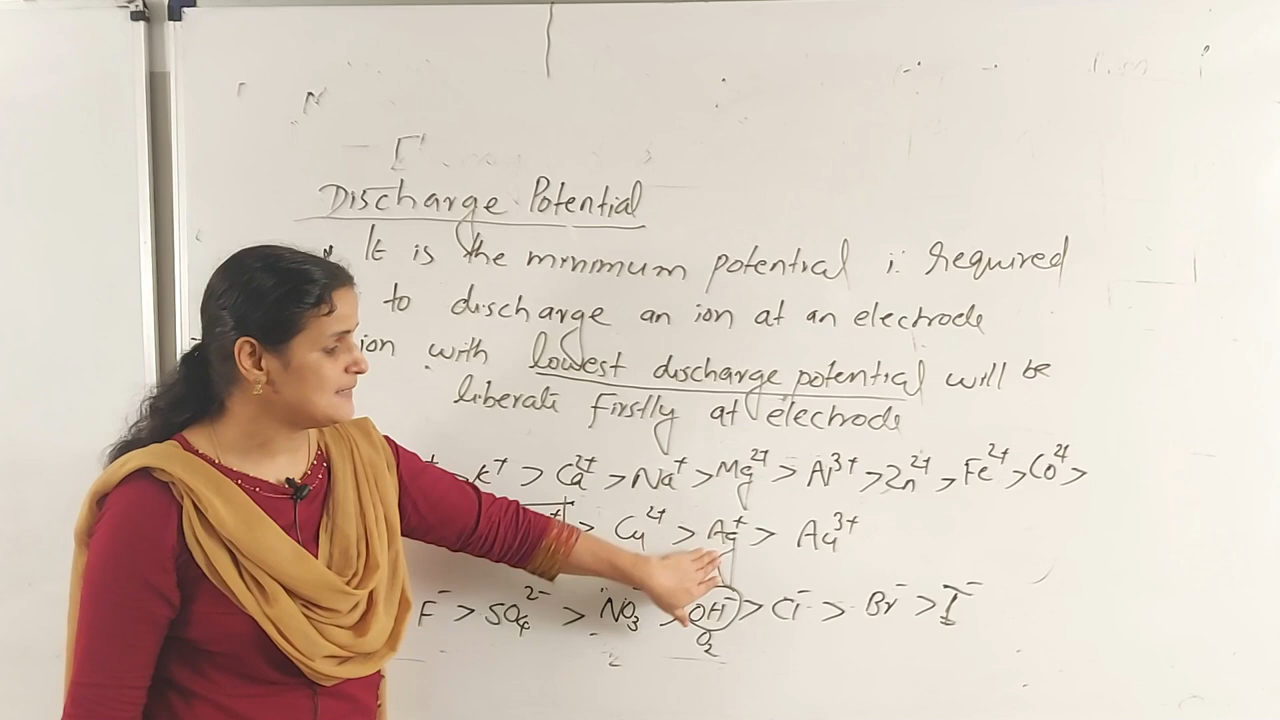 Discharge Potential
It is the minimum potential i. required
to discharge an ion at an electrode
ion with lowest discharge potential will be
liberate firstly at electrode
K⁺ > Ca²⁺ > Na⁺ > Mg²⁺ > Al³⁺ > Zn²⁺ > Fe²⁺ > Co²⁺ >
> Cu²⁺ > Ag⁺ > Au³⁺
F⁻ > SO₄²⁻ > NO₃⁻ > OH⁻ > Cl⁻ > Br⁻ > I⁻
O₂